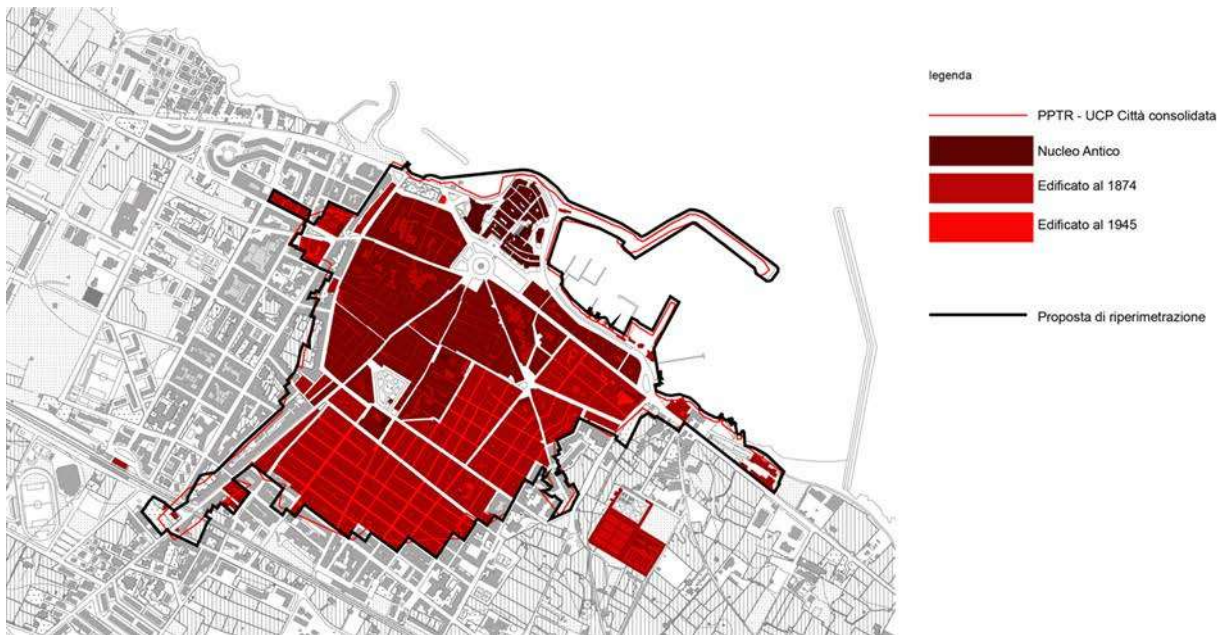 legenda
PPTR - UCP Città consolidata
Nucleo Antico
Edificato al 1874
Edificato al 1945
Proposta di riperimetrazione